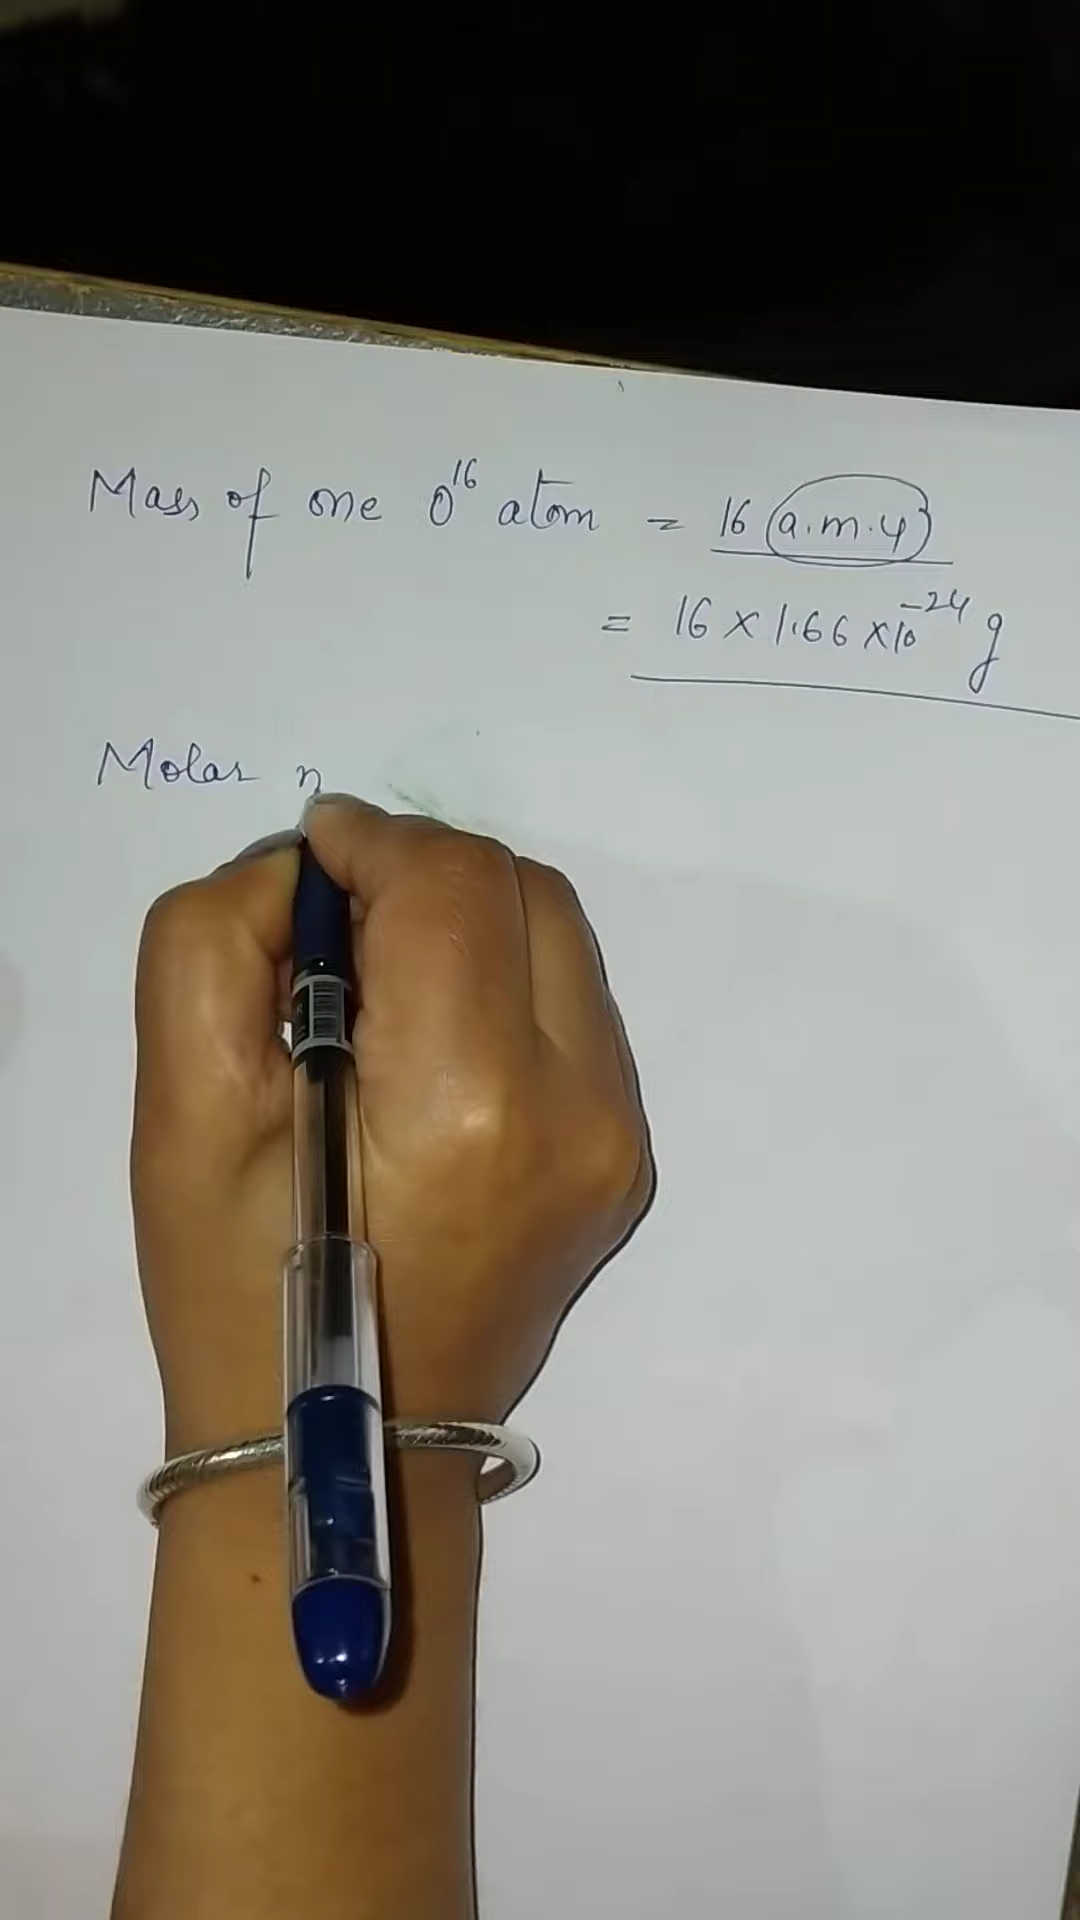 Mass of one O¹⁶ atom = 16 a.m.u
= 16 × 1.66 × 10⁻²⁴ g
Molar